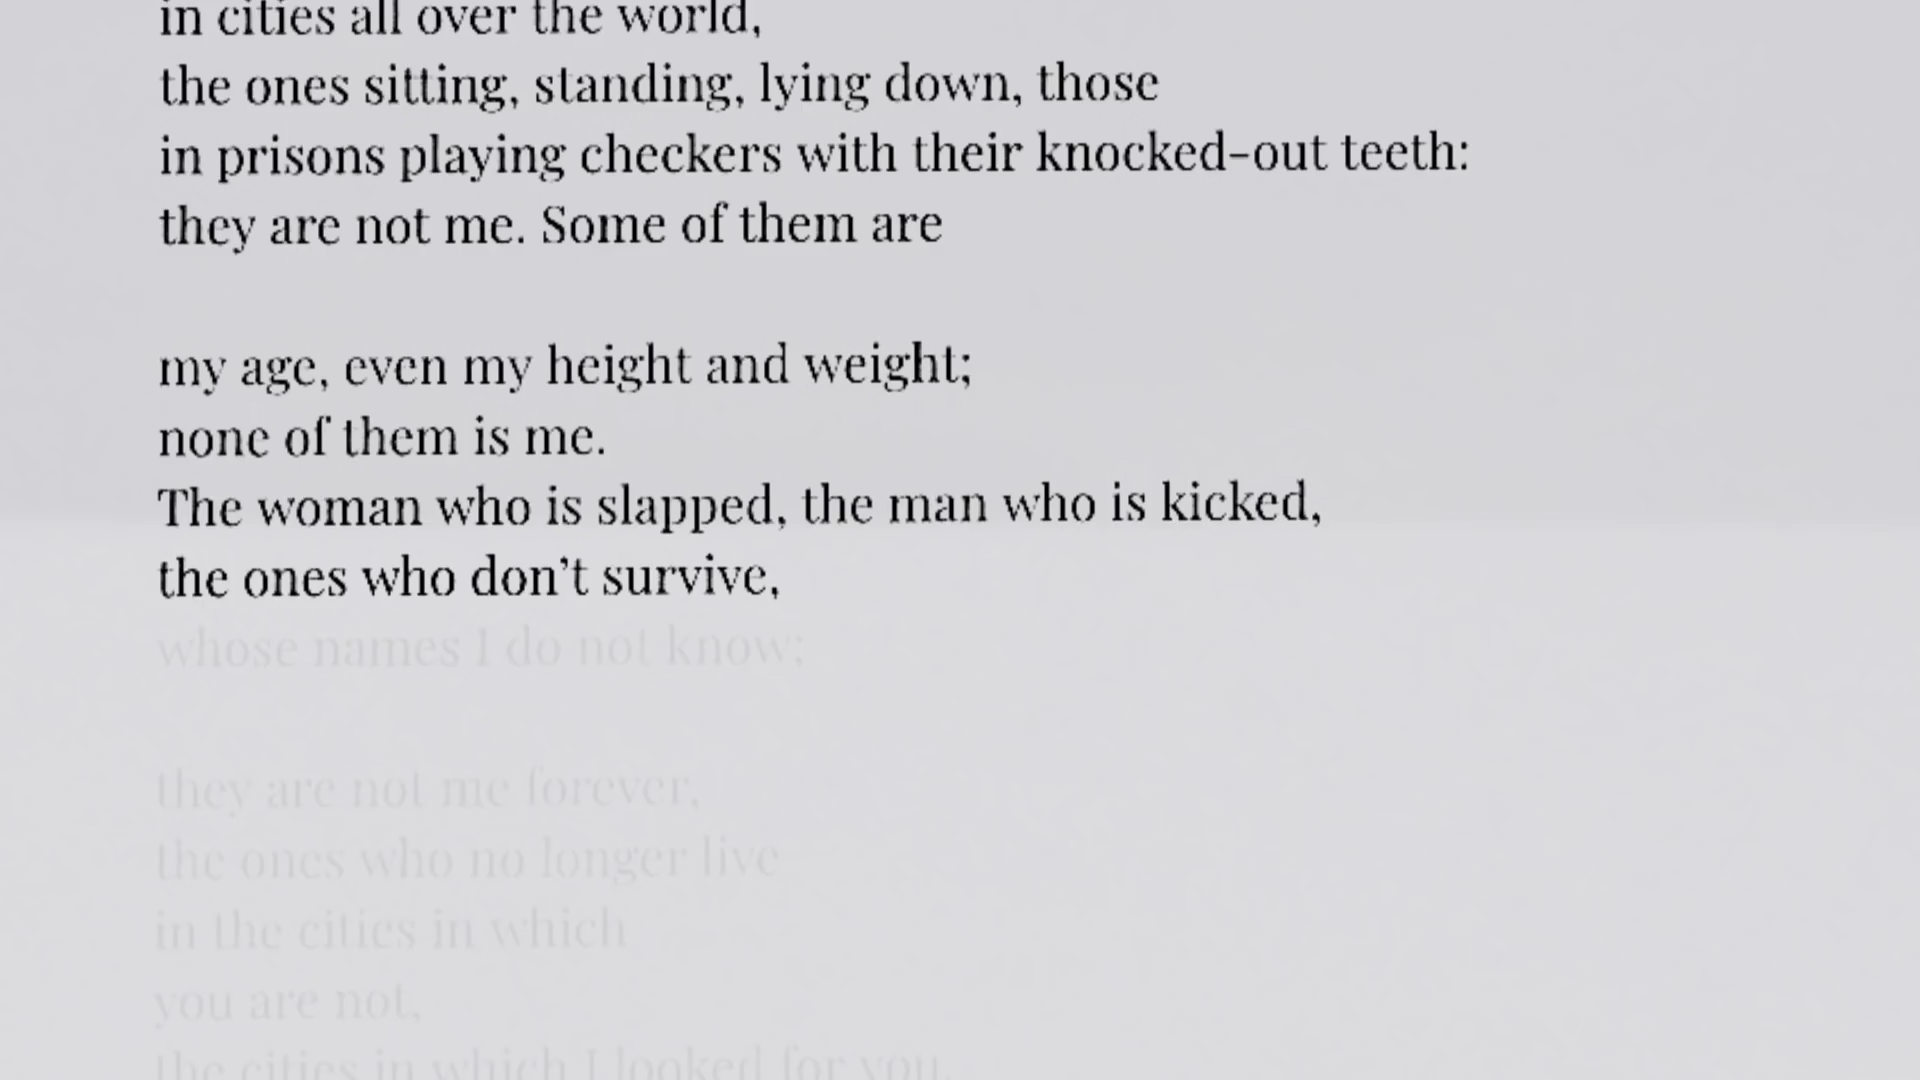 in cities all over the world,
the ones sitting, standing, lying down, those
in prisons playing checkers with their knocked-out teeth:
they are not me. Some of them are
my age, even my height and weight;
none of them is me.
The woman who is slapped, the man who is kicked,
the ones who don’t survive,
whose names I do not know;
they are not me forever,
the ones who no longer live
in the cities in which
you are not,
the cities in which I looked for you.